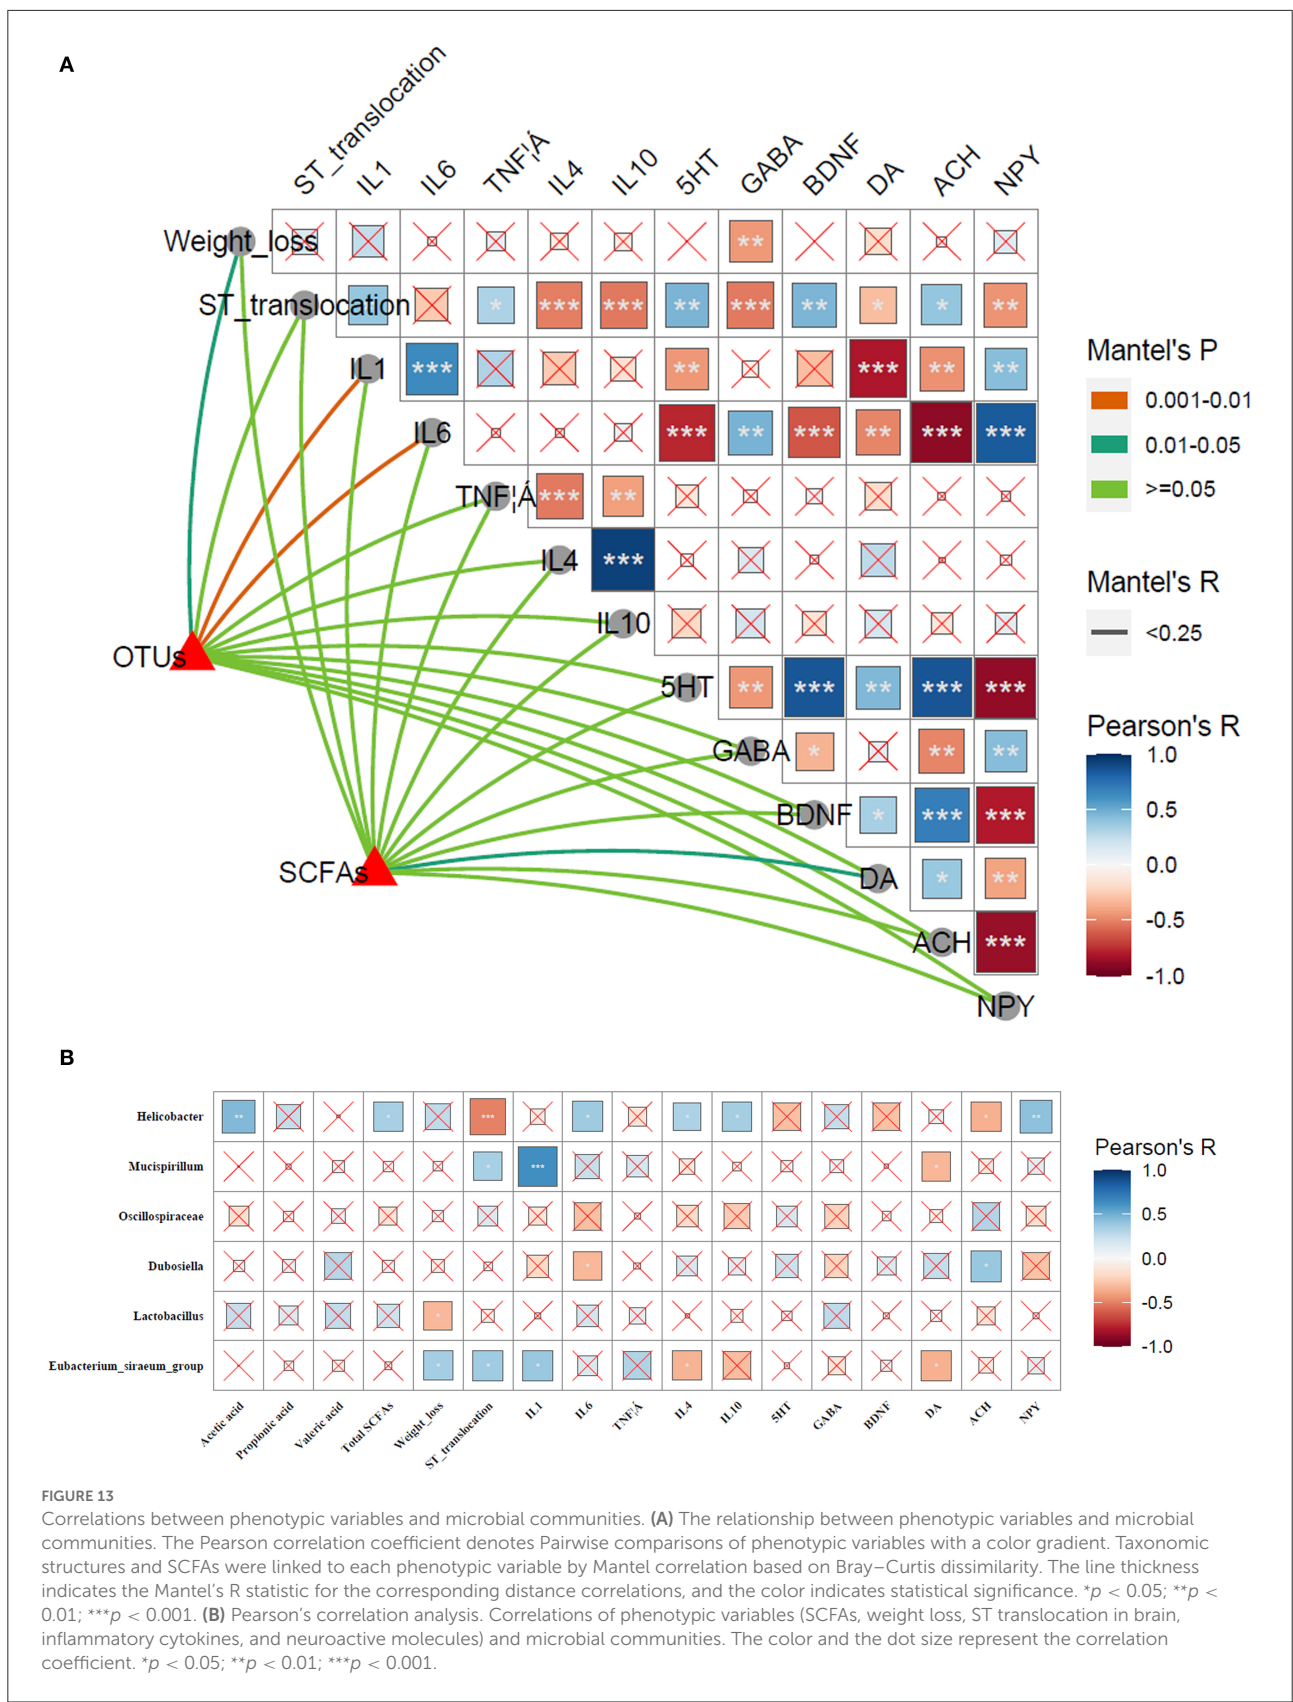 A
ST_translocation
IL1
IL6
TNF¦Á
IL4
IL10
5HT
GABA
BDNF
DA
ACH
NPY
Weight_loss
**
ST_translocation
* *** *** ** *** ** * * **
IL1
*** ** *** ** **
IL6
*** ** *** ** *** ***
TNF¦Á
*** **
IL4
***
IL10
5HT
** *** ** *** ***
GABA
* ** **
BDNF
* *** ***
DA
* **
ACH
***
NPY
OTUs
SCFAs
Mantel's P
0.001-0.01
0.01-0.05
>=0.05
Mantel's R
<0.25
Pearson's R
1.0
0.5
0.0
-0.5
-1.0
B
Helicobacter
** * *** * * * * **
Mucispirillum
* *** *
Oscillospiraceae
Dubosiella
* *
Lactobacillus
*
Eubacterium_siraeum_group
* * * * *
Acetic acid
Propionic acid
Valeric acid
Total SCFAs
Weight_loss
ST_translocation
IL1
IL6
TNF¦Á
IL4
IL10
5HT
GABA
BDNF
DA
ACH
NPY
Pearson's R
1.0
0.5
0.0
-0.5
-1.0
FIGURE 13
Correlations between phenotypic variables and microbial communities. (A) The relationship between phenotypic variables and microbial
communities. The Pearson correlation coefficient denotes Pairwise comparisons of phenotypic variables with a color gradient. Taxonomic
structures and SCFAs were linked to each phenotypic variable by Mantel correlation based on Bray–Curtis dissimilarity. The line thickness
indicates the Mantel's R statistic for the corresponding distance correlations, and the color indicates statistical significance. *p < 0.05; **p <
0.01; ***p < 0.001. (B) Pearson's correlation analysis. Correlations of phenotypic variables (SCFAs, weight loss, ST translocation in brain,
inflammatory cytokines, and neuroactive molecules) and microbial communities. The color and the dot size represent the correlation
coefficient. *p < 0.05; **p < 0.01; ***p < 0.001.